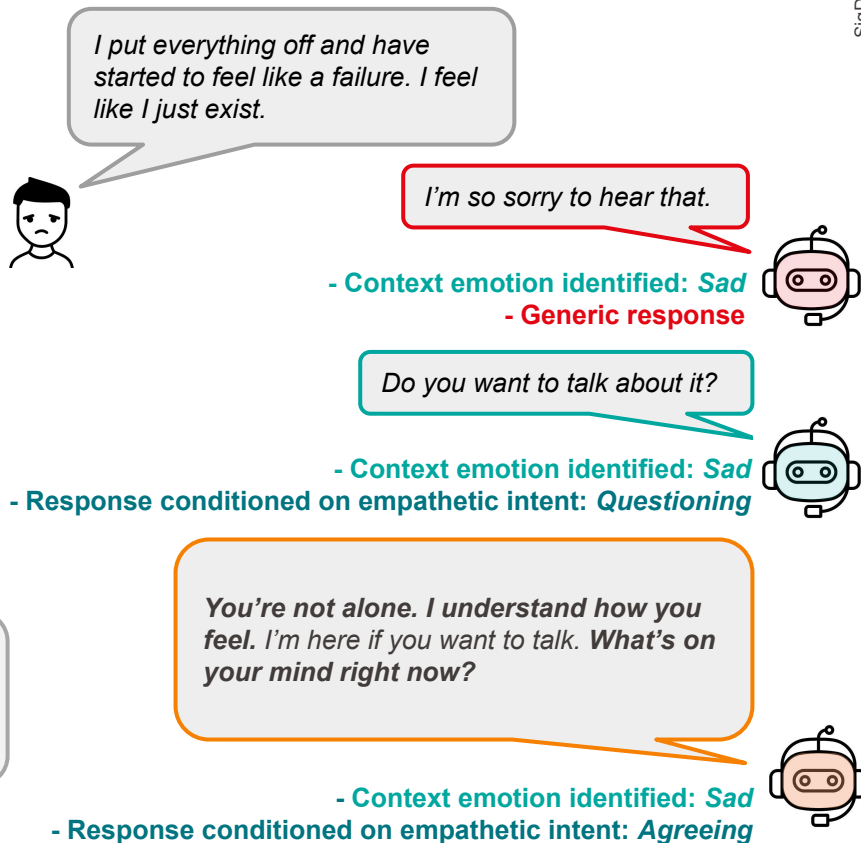 I put everything off and have
started to feel like a failure. I feel
like I just exist.
I'm so sorry to hear that.
- Context emotion identified: Sad
- Generic response
Do you want to talk about it?
- Context emotion identified: Sad
- Response conditioned on empathetic intent: Questioning
You're not alone. I understand how you
feel. I'm here if you want to talk. What's on
your mind right now?
- Context emotion identified: Sad
- Response conditioned on empathetic intent: Agreeing